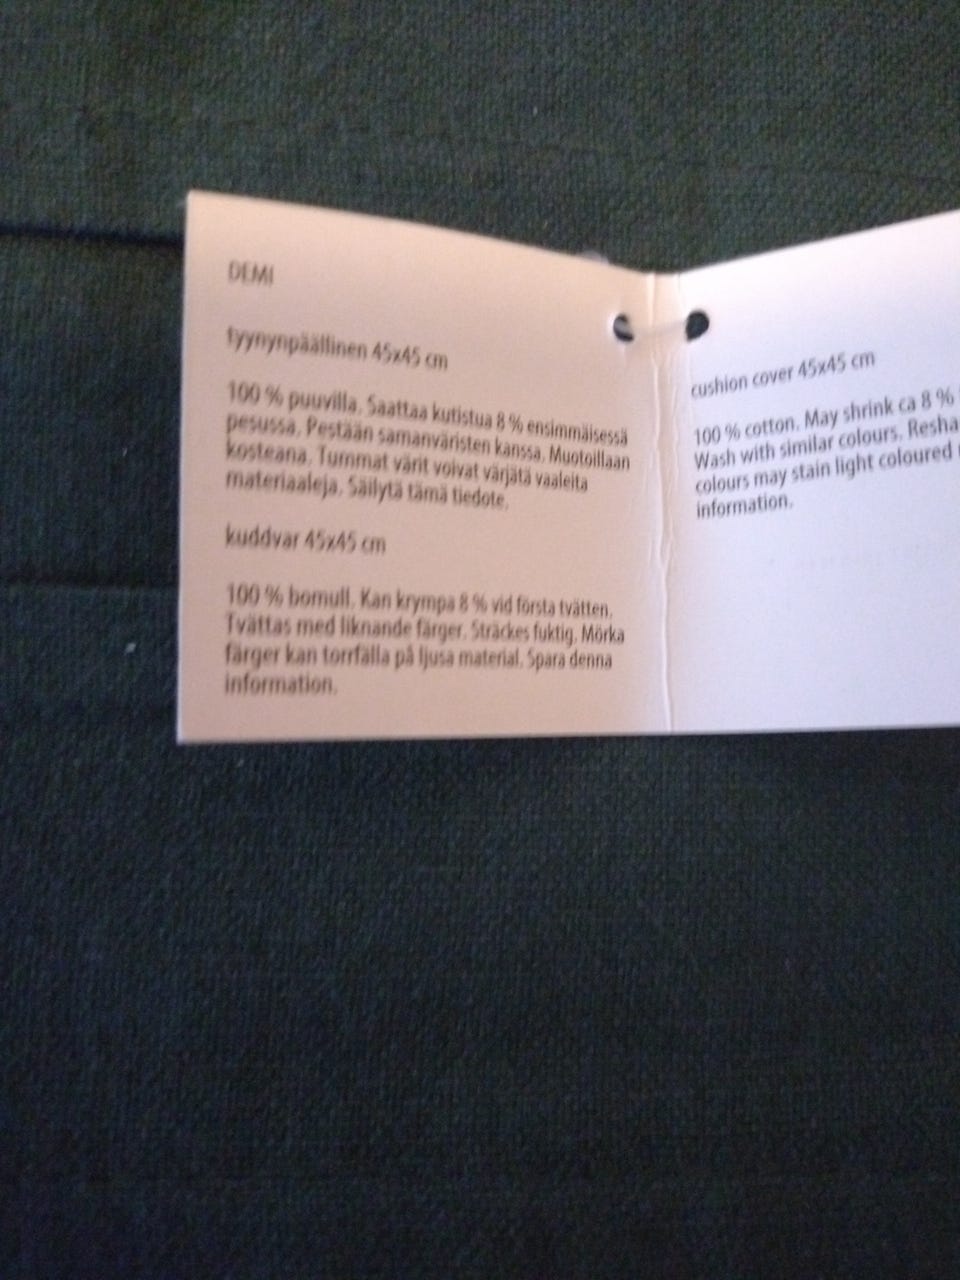 DEMI
tyynynpäällinen 45x45 cm
100 % puuvilla. Saattaa kutistua 8 % ensimmäisessä
pesussa. Pestään samanväristen kanssa. Muotoillaan
kosteana. Tummat värit voivat värjätä vaaleita
materiaaleja. Säilytä tämä tiedote.
kuddvar 45x45 cm
100 % bomull. Kan krympa 8 % vid första tvätten.
Tvättas med liknande färger. Sträckes fuktig. Mörka
färger kan torrfälla på ljusa material. Spara denna
information.
cushion cover 45x45 cm
100 % cotton. May shrink ca 8 %
Wash with similar colours. Resha
colours may stain light coloured
information.